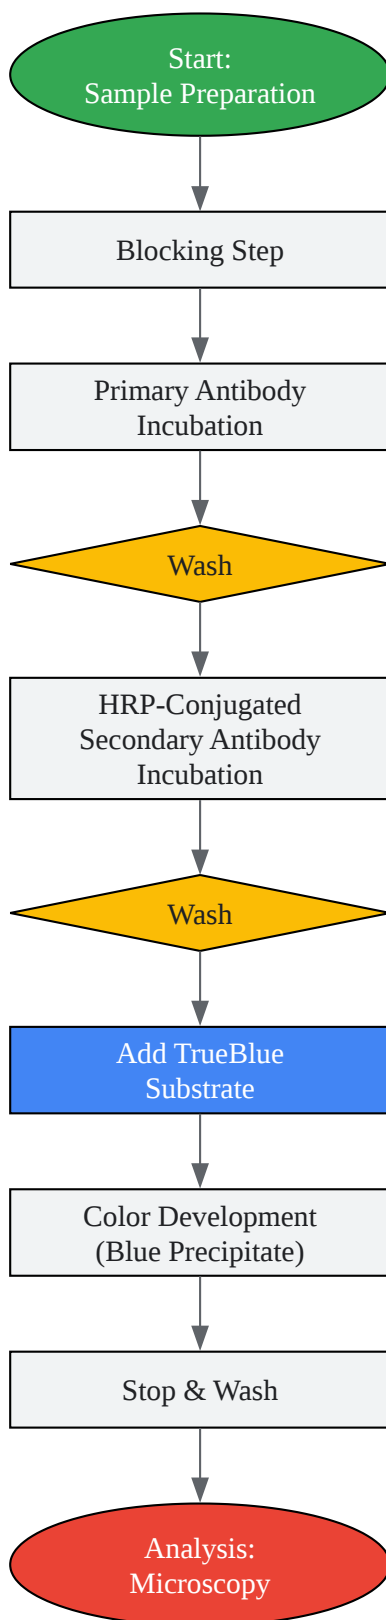 Start:
Sample Preparation
Blocking Step
Primary Antibody
Incubation
Wash
HRP-Conjugated
Secondary Antibody
Incubation
Wash
Add TrueBlue
Substrate
Color Development
(Blue Precipitate)
Stop & Wash
Analysis:
Microscopy